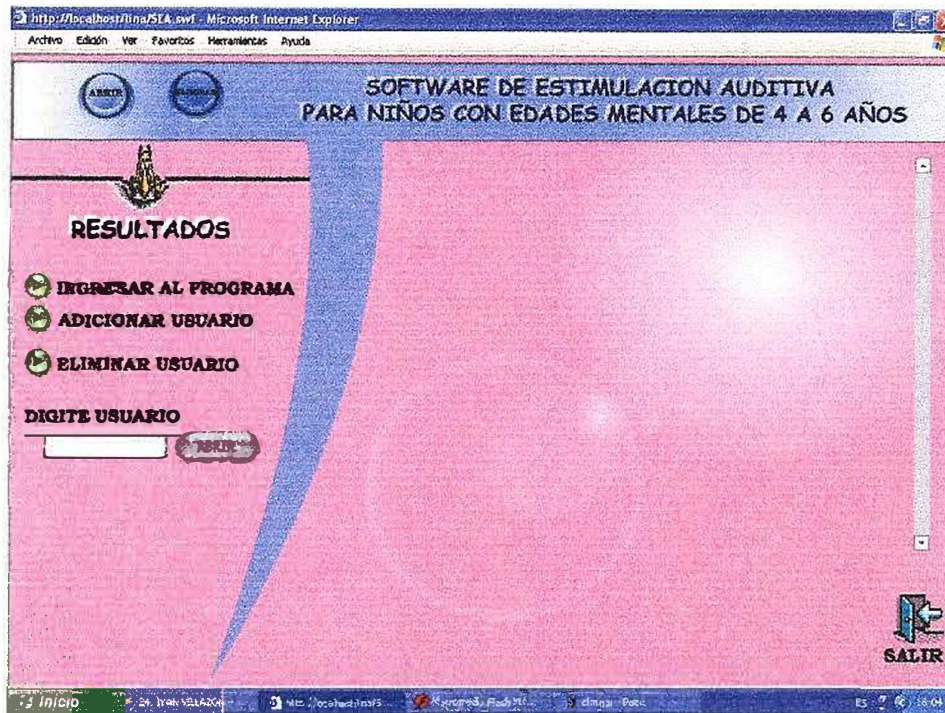 http://localhost/lina/SEA.swf - Microsoft Internet Explorer
Archivo Edición Ver Favoritos Herramientas Ayuda
ABRIR
SOFTWARE DE ESTIMULACION AUDITIVA
PARA NIÑOS CON EDADES MENTALES DE 4 A 6 AÑOS
RESULTADOS
INGRESAR AL PROGRAMA
ADICIONAR USUARIO
ELIMINAR USUARIO
DIGITE USUARIO
SALIR
Inicio
ES